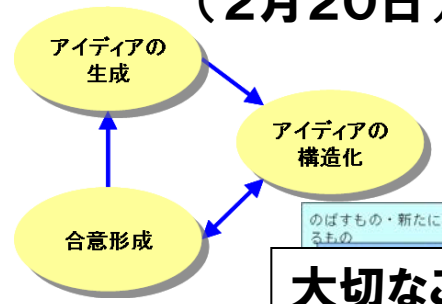 （2月20日）
アイディアの
生成
アイディアの
構造化
合意形成
のばすもの・新たに
るもの
大切なこ